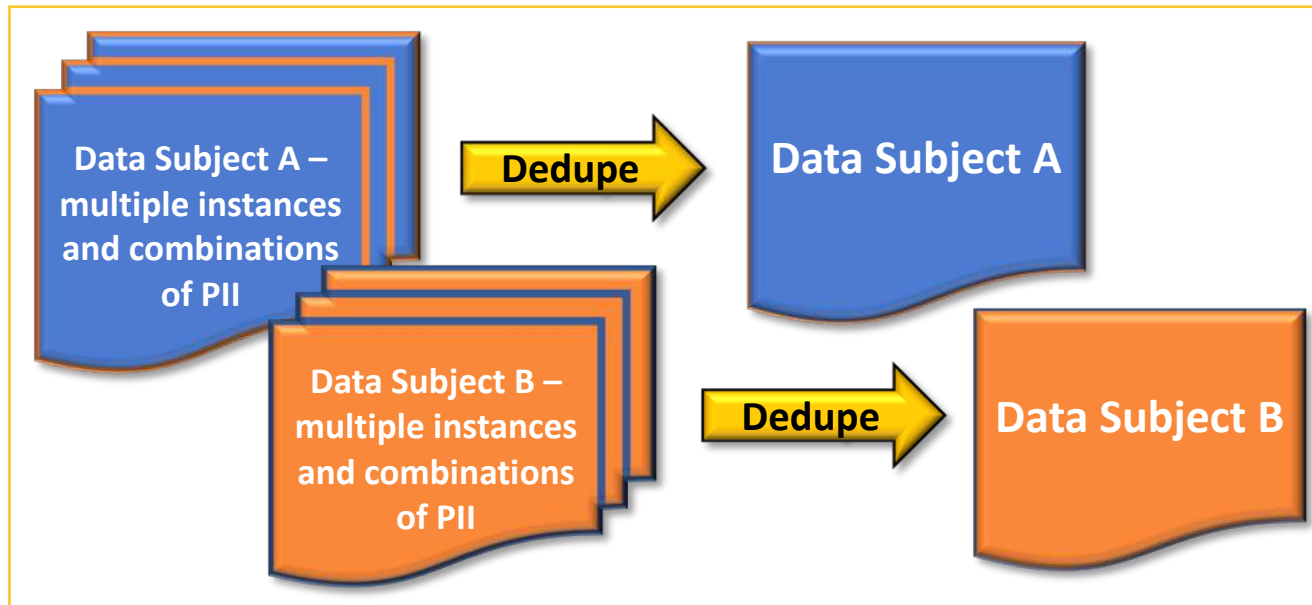 Data Subject A –
multiple instances
and combinations
of PII
Dedupe
Data Subject A
Data Subject B –
multiple instances
and combinations
of PII
Dedupe
Data Subject B